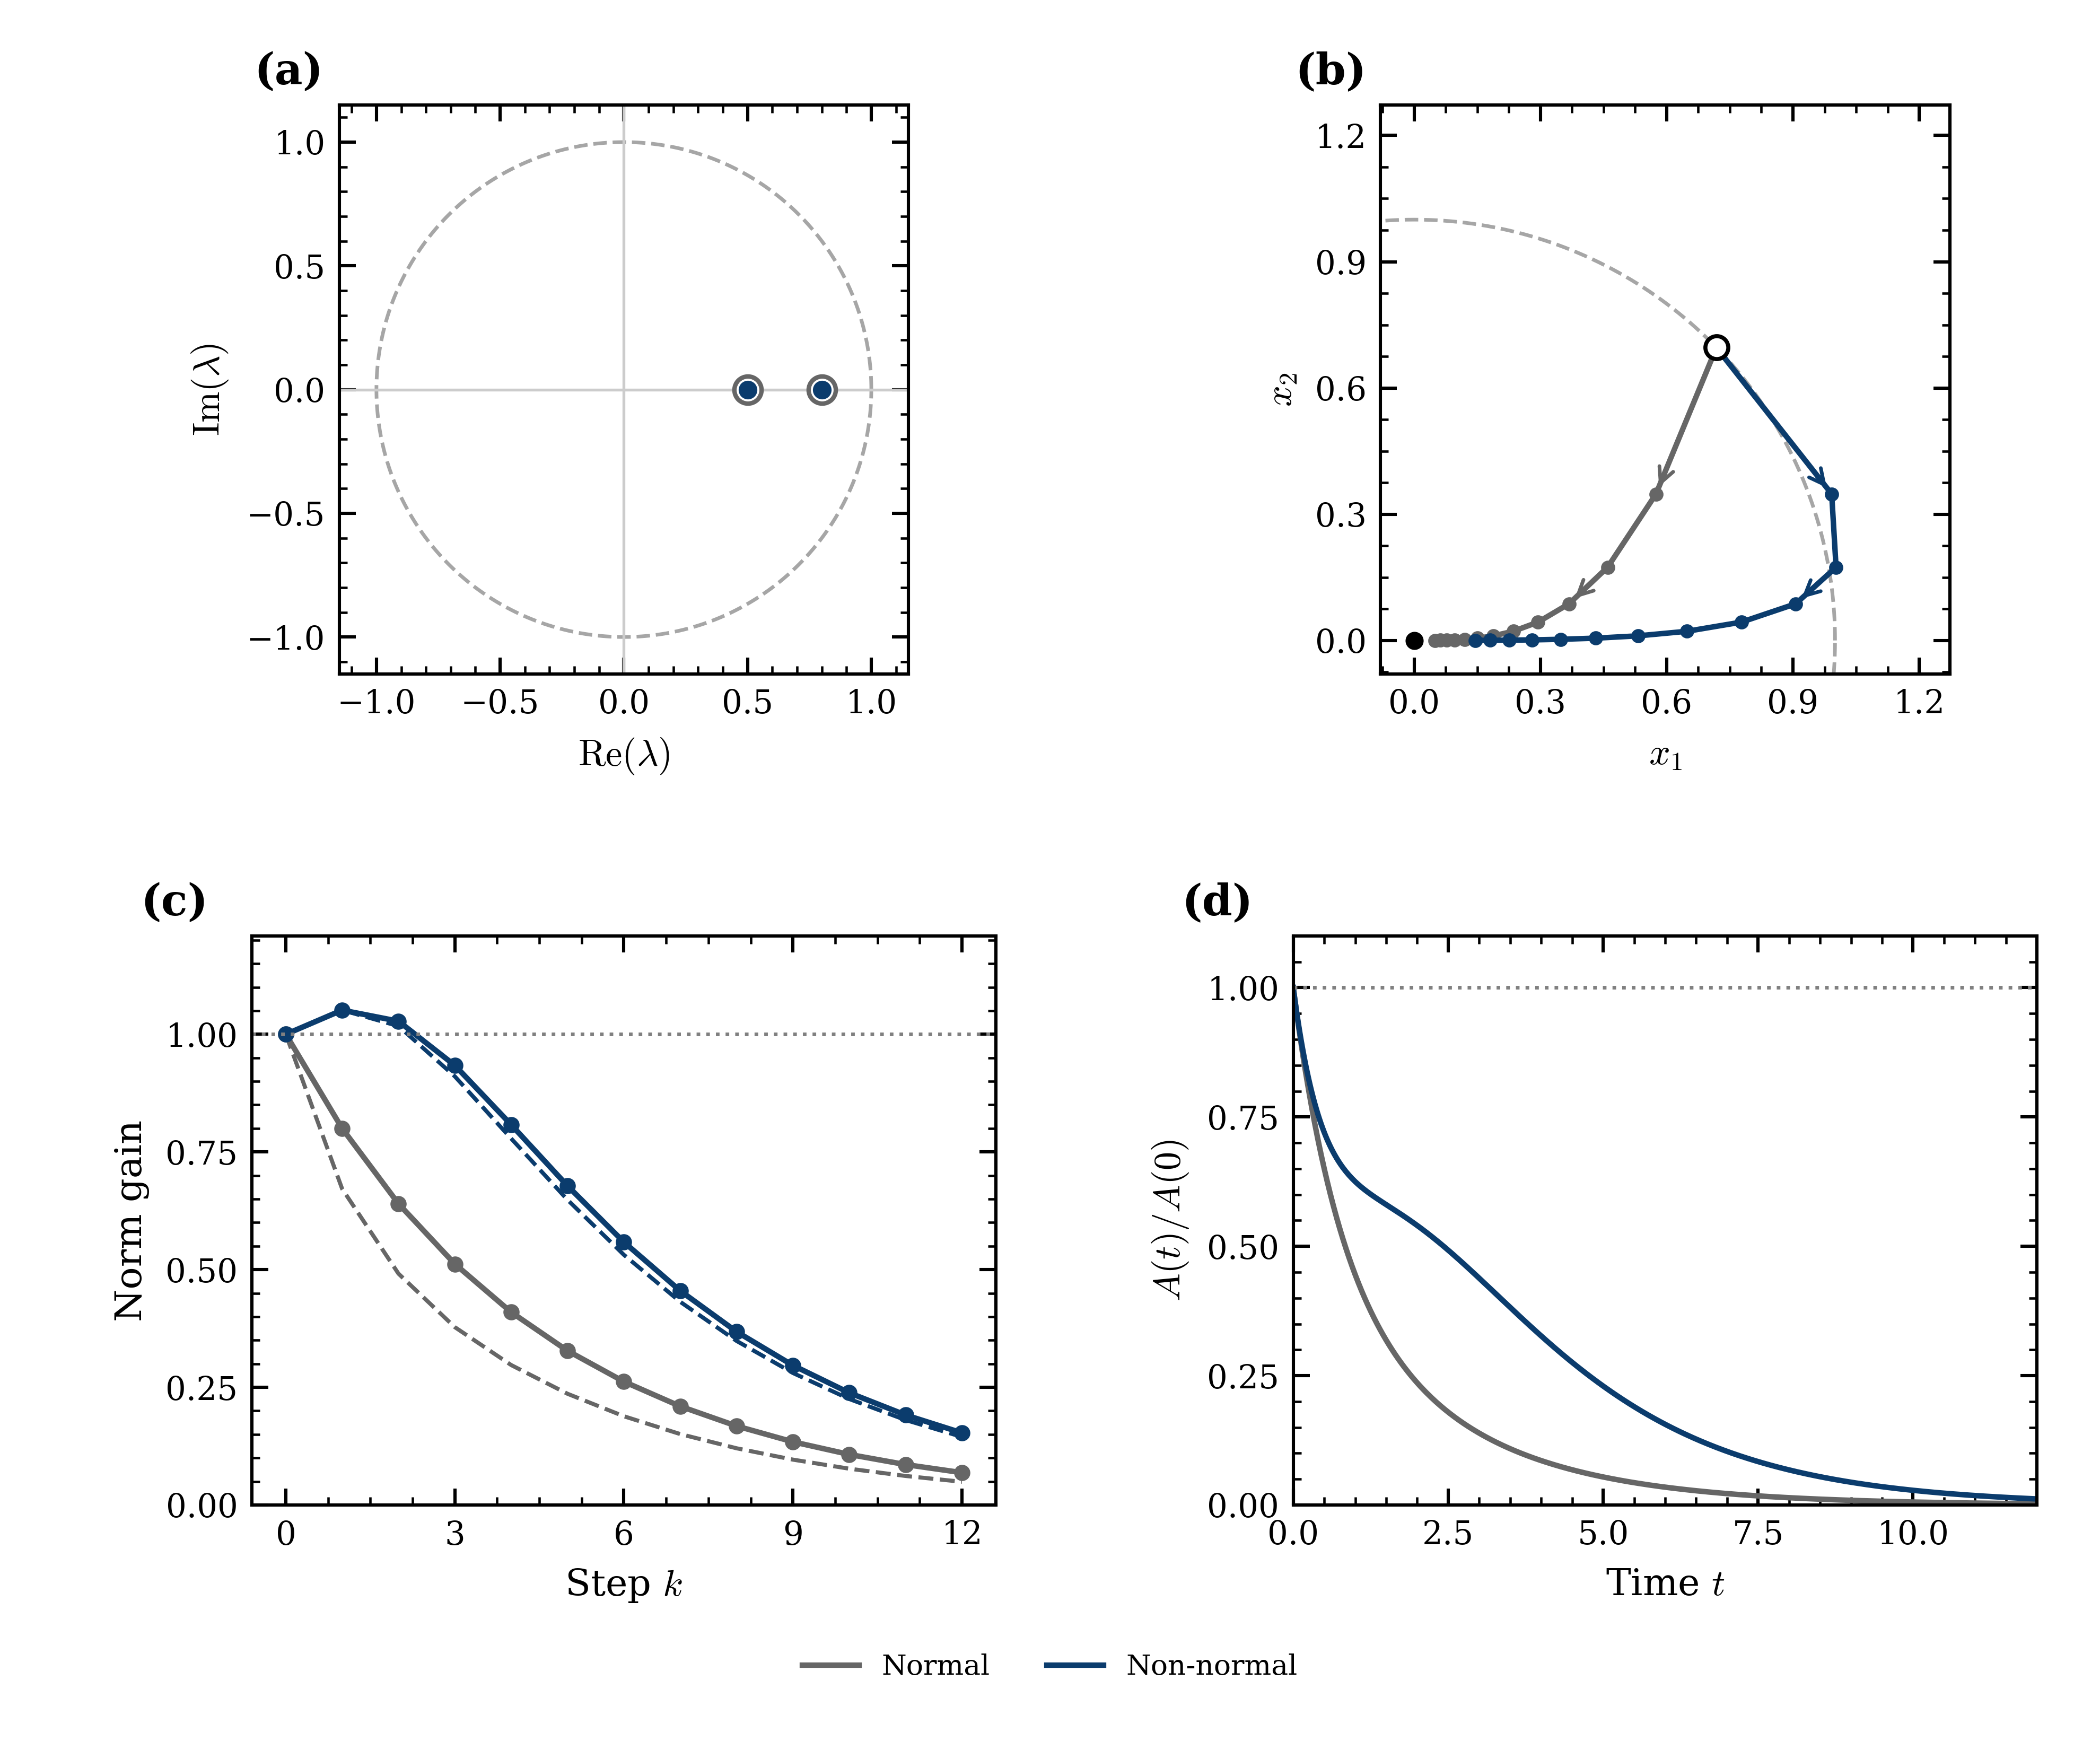 (a)
1.0
0.5
0.0
−0.5
−1.0
Im(λ)
−1.0 −0.5 0.0 0.5 1.0
Re(λ)
(b)
1.2
0.9
0.6
0.3
0.0
x₂
0.0 0.3 0.6 0.9 1.2
x₁
(c)
1.00
0.75
0.50
0.25
0.00
Norm gain
0 3 6 9 12
Step k
(d)
1.00
0.75
0.50
0.25
0.00
A(t)/A(0)
0.0 2.5 5.0 7.5 10.0
Time t
Normal Non-normal